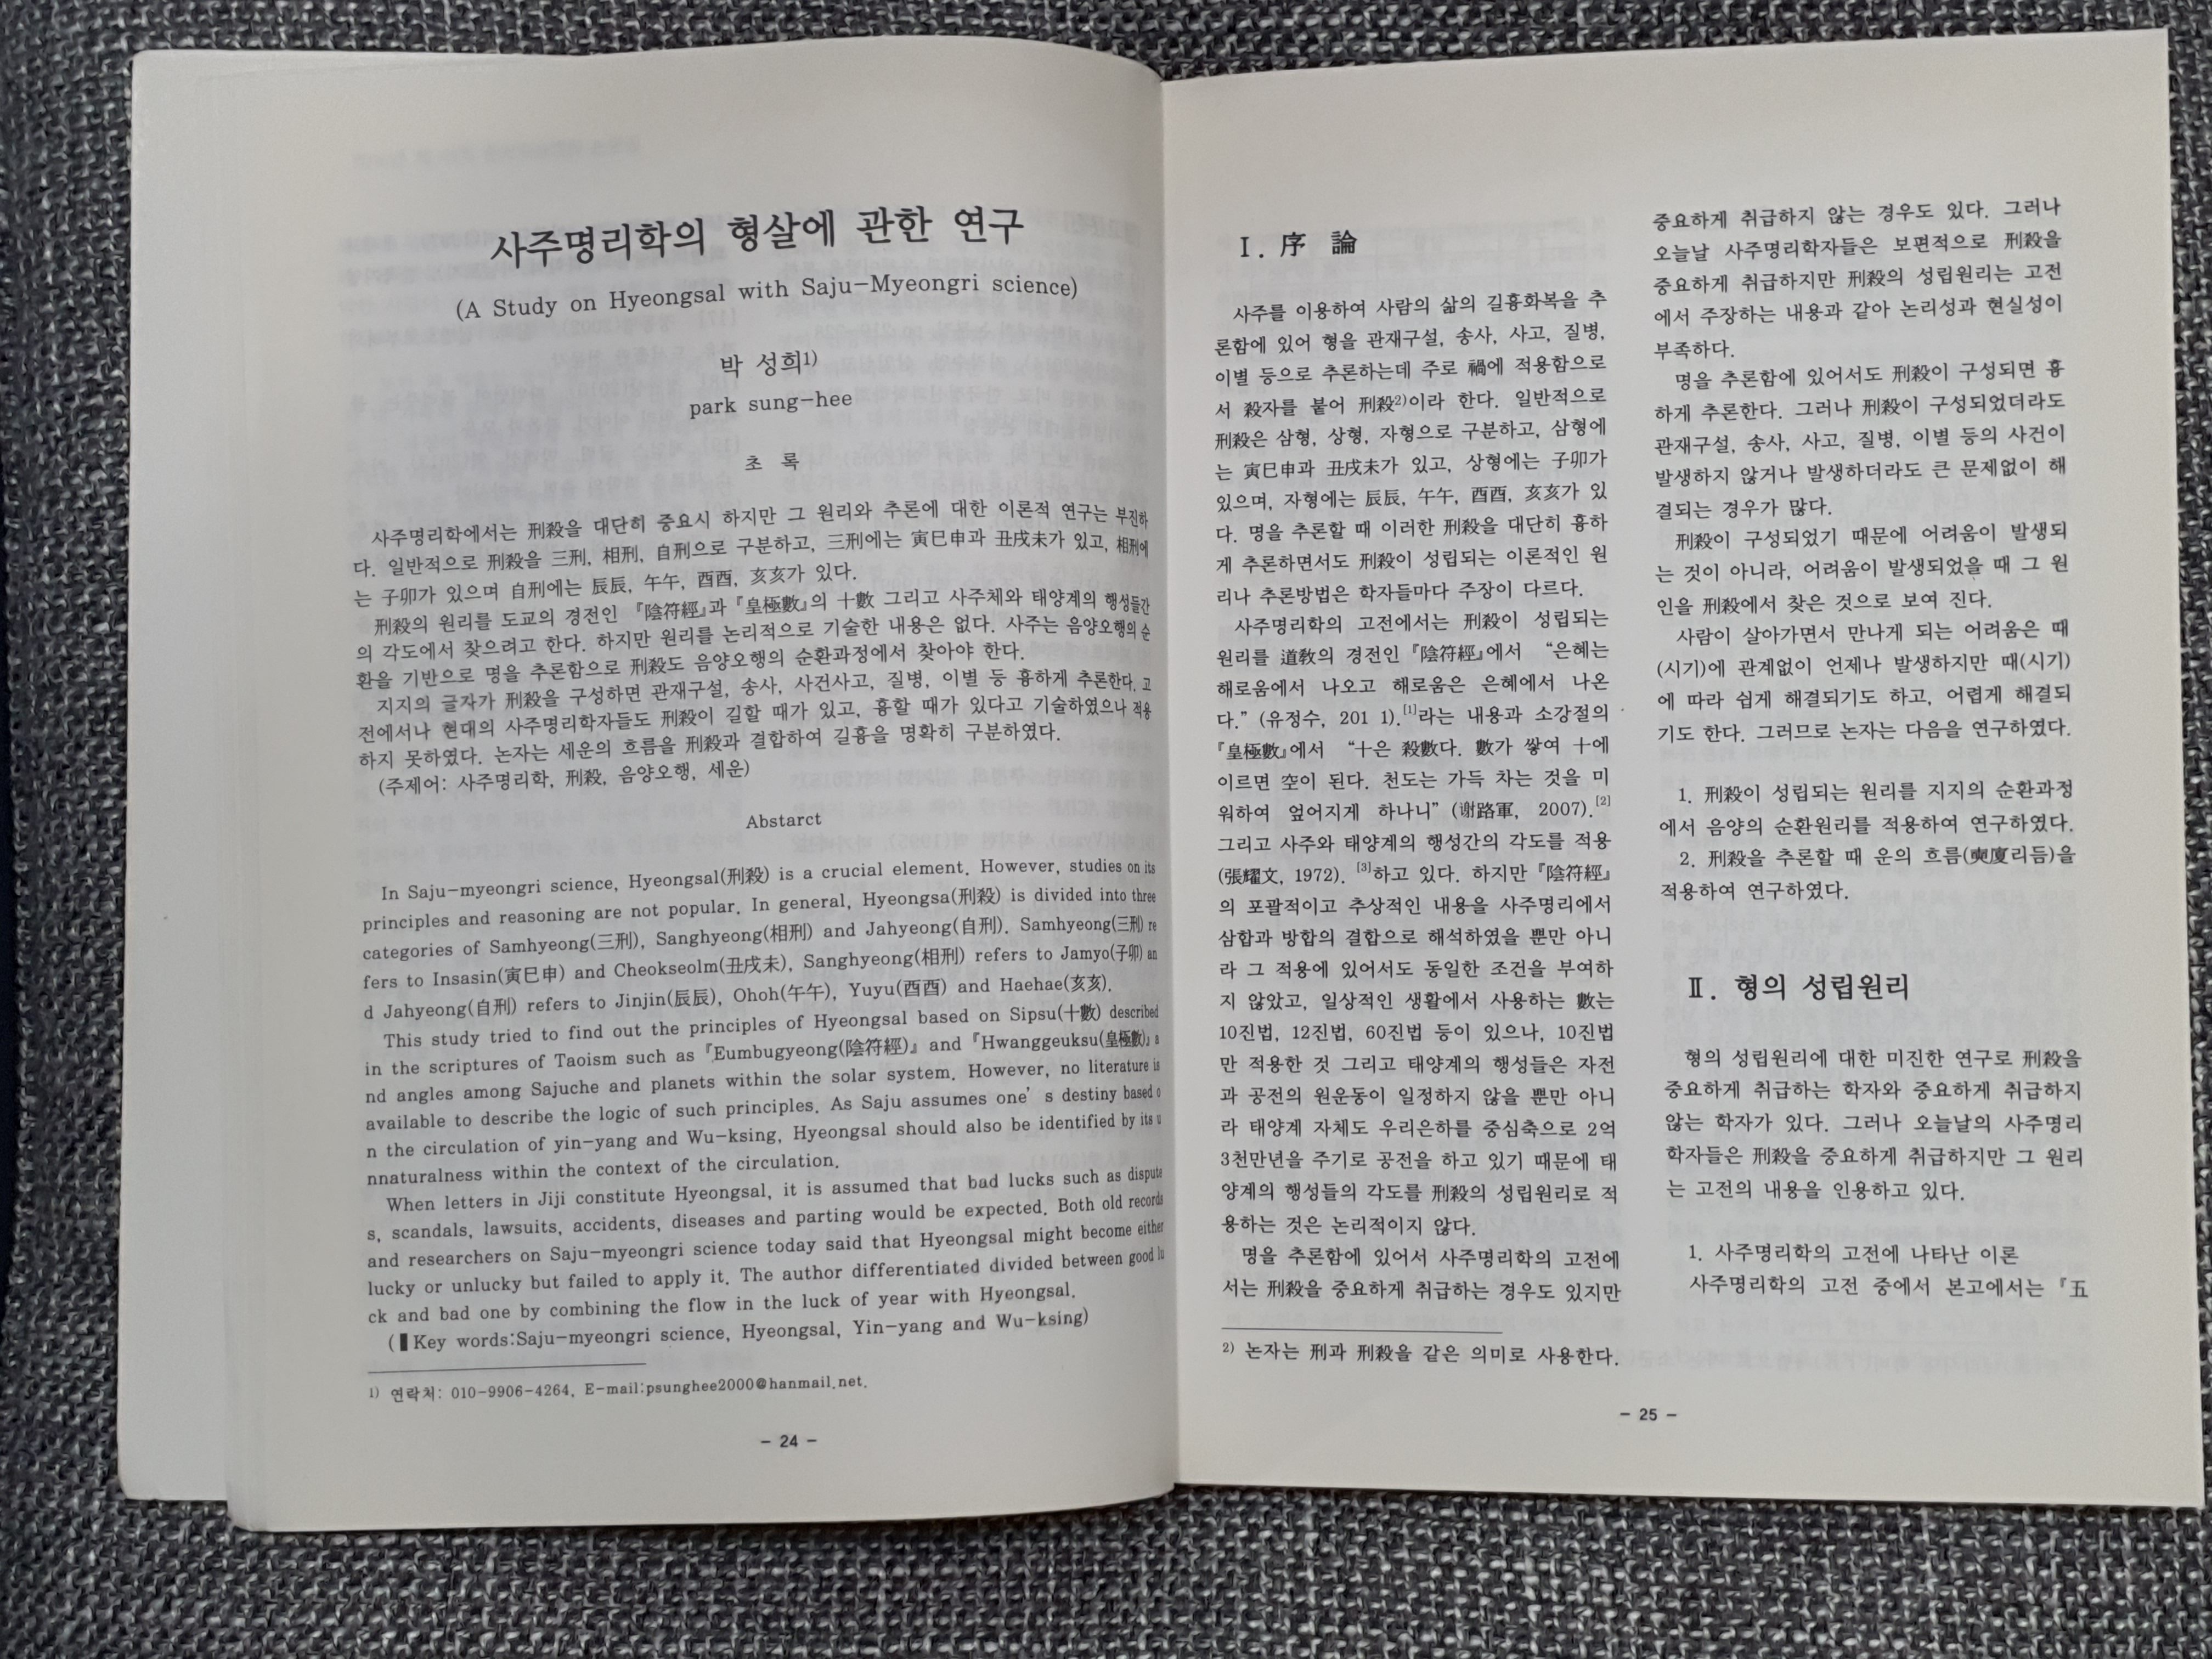 사주명리학의 형살에 관한 연구
(A Study on Hyeongsal with Saju-Myeongri science)
박 성희1)
park sung-hee
초 록
사주명리학에서는 刑殺을 대단히 중요시 하지만 그 원리와 추론에 대한 이론적 연구는 부진하
다. 일반적으로 刑殺을 三刑, 相刑, 自刑으로 구분하고, 三刑에는 寅巳申과 丑戌未가 있고, 相刑에
는 子卯가 있으며 自刑에는 辰辰, 午午, 酉酉, 亥亥가 있다.
刑殺의 원리를 도교의 경전인 『陰符經』과 『皇極數』의 十數 그리고 사주체와 태양계의 행성들간
의 각도에서 찾으려고 한다. 하지만 원리를 논리적으로 기술한 내용은 없다. 사주는 음양오행의 순
환을 기반으로 명을 추론함으로 刑殺도 음양오행의 순환과정에서 찾아야 한다.
지지의 글자가 刑殺을 구성하면 관재구설, 송사, 사건사고, 질병, 이별 등 흉하게 추론한다. 고
전에서나 현대의 사주명리학자들도 刑殺이 길할 때가 있고, 흉할 때가 있다고 기술하였으나 적용
하지 못하였다. 논자는 세운의 흐름을 刑殺과 결합하여 길흉을 명확히 구분하였다.
(주제어: 사주명리학, 刑殺, 음양오행, 세운)
Abstarct
In Saju-myeongri science, Hyeongsal(刑殺) is a crucial element. However, studies on its
principles and reasoning are not popular. In general, Hyeongsa(刑殺) is divided into three
categories of Samhyeong(三刑), Sanghyeong(相刑) and Jahyeong(自刑). Samhyeong(三刑) re
fers to Insasin(寅巳申) and Cheokseolm(丑戌未), Sanghyeong(相刑) refers to Jamyo(子卯) an
d Jahyeong(自刑) refers to Jinjin(辰辰), Ohoh(午午), Yuyu(酉酉) and Haehae(亥亥).
This study tried to find out the principles of Hyeongsal based on Sipsu(十數) described
in the scriptures of Taoism such as『Eumbugyeong(陰符經)』and『Hwanggeuksu(皇極數)』a
nd angles among Sajuche and planets within the solar system. However, no literature is
available to describe the logic of such principles. As Saju assumes one's destiny based o
n the circulation of yin-yang and Wu-ksing, Hyeongsal should also be identified by its u
nnaturalness within the context of the circulation.
When letters in Jiji constitute Hyeongsal, it is assumed that bad lucks such as dispute
s, scandals, lawsuits, accidents, diseases and parting would be expected. Both old records
and researchers on Saju-myeongri science today said that Hyeongsal might become either
lucky or unlucky but failed to apply it. The author differentiated divided between good lu
ck and bad one by combining the flow in the luck of year with Hyeongsal.
(▮Key words:Saju-myeongri science, Hyeongsal, Yin-yang and Wu-ksing)
1) 연락처: 010-9906-4264, E-mail:psunghee2000@hanmail.net.
- 24 -
Ⅰ. 序 論
사주를 이용하여 사람의 삶의 길흉화복을 추
론함에 있어 형을 관재구설, 송사, 사고, 질병,
이별 등으로 추론하는데 주로 禍에 적용함으로
서 殺자를 붙어 刑殺2)이라 한다. 일반적으로
刑殺은 삼형, 상형, 자형으로 구분하고, 삼형에
는 寅巳申과 丑戌未가 있고, 상형에는 子卯가
있으며, 자형에는 辰辰, 午午, 酉酉, 亥亥가 있
다. 명을 추론할 때 이러한 刑殺을 대단히 흉하
게 추론하면서도 刑殺이 성립되는 이론적인 원
리나 추론방법은 학자들마다 주장이 다르다.
사주명리학의 고전에서는 刑殺이 성립되는
원리를 道敎의 경전인 『陰符經』에서 “은혜는
해로움에서 나오고 해로움은 은혜에서 나온
다.” (유정수, 201 1).[1]라는 내용과 소강절의
『皇極數』에서 “十은 殺數다. 數가 쌓여 十에
이르면 空이 된다. 천도는 가득 차는 것을 미
워하여 엎어지게 하나니” (谢路軍, 2007).[2]
그리고 사주와 태양계의 행성간의 각도를 적용
(張耀文, 1972). [3]하고 있다. 하지만 『陰符經』
의 포괄적이고 추상적인 내용을 사주명리에서
삼합과 방합의 결합으로 해석하였을 뿐만 아니
라 그 적용에 있어서도 동일한 조건을 부여하
지 않았고, 일상적인 생활에서 사용하는 數는
10진법, 12진법, 60진법 등이 있으나, 10진법
만 적용한 것 그리고 태양계의 행성들은 자전
과 공전의 원운동이 일정하지 않을 뿐만 아니
라 태양계 자체도 우리은하를 중심축으로 2억
3천만년을 주기로 공전을 하고 있기 때문에 태
양계의 행성들의 각도를 刑殺의 성립원리로 적
용하는 것은 논리적이지 않다.
명을 추론함에 있어서 사주명리학의 고전에
서는 刑殺을 중요하게 취급하는 경우도 있지만
2) 논자는 刑과 刑殺을 같은 의미로 사용한다.
중요하게 취급하지 않는 경우도 있다. 그러나
오늘날 사주명리학자들은 보편적으로 刑殺을
중요하게 취급하지만 刑殺의 성립원리는 고전
에서 주장하는 내용과 같아 논리성과 현실성이
부족하다.
명을 추론함에 있어서도 刑殺이 구성되면 흉
하게 추론한다. 그러나 刑殺이 구성되었더라도
관재구설, 송사, 사고, 질병, 이별 등의 사건이
발생하지 않거나 발생하더라도 큰 문제없이 해
결되는 경우가 많다.
刑殺이 구성되었기 때문에 어려움이 발생되
는 것이 아니라, 어려움이 발생되었을 때 그 원
인을 刑殺에서 찾은 것으로 보여 진다.
사람이 살아가면서 만나게 되는 어려움은 때
(시기)에 관계없이 언제나 발생하지만 때(시기)
에 따라 쉽게 해결되기도 하고, 어렵게 해결되
기도 한다. 그러므로 논자는 다음을 연구하였다.
1. 刑殺이 성립되는 원리를 지지의 순환과정
에서 음양의 순환원리를 적용하여 연구하였다.
2. 刑殺을 추론할 때 운의 흐름(리듬)을
적용하여 연구하였다.
Ⅱ. 형의 성립원리
형의 성립원리에 대한 미진한 연구로 刑殺을
중요하게 취급하는 학자와 중요하게 취급하지
않는 학자가 있다. 그러나 오늘날의 사주명리
학자들은 刑殺을 중요하게 취급하지만 그 원리
는 고전의 내용을 인용하고 있다.
1. 사주명리학의 고전에 나타난 이론
사주명리학의 고전 중에서 본고에서는 『五
- 25 -